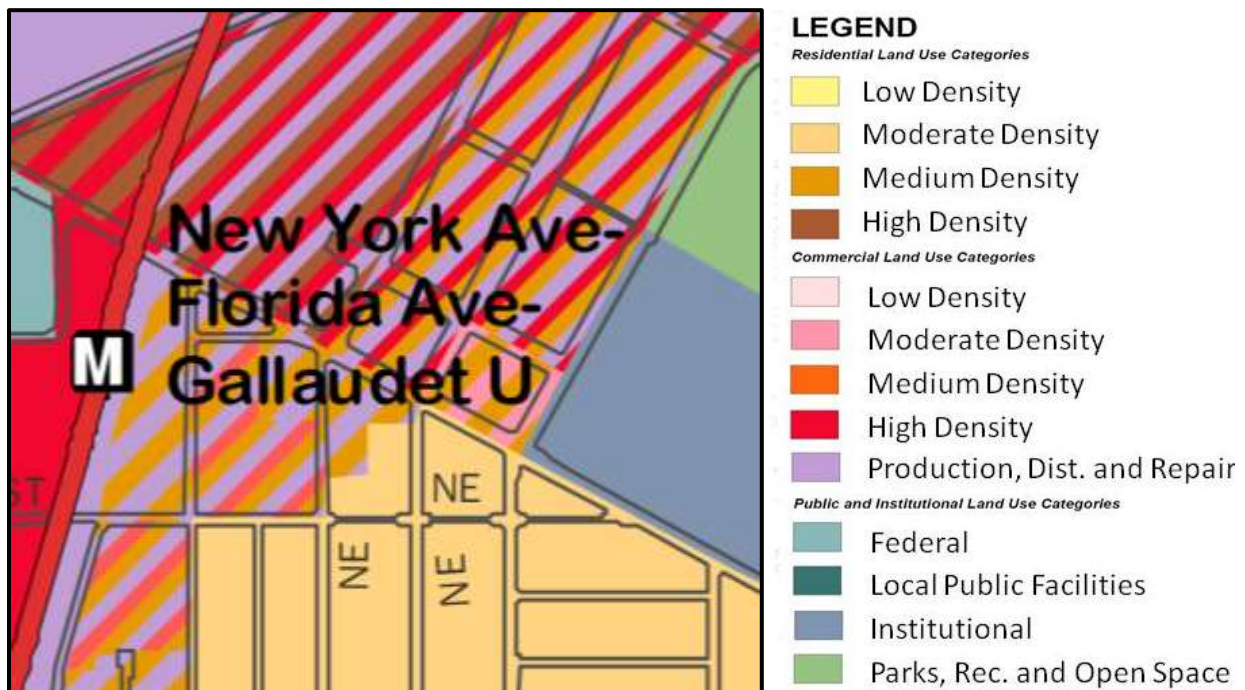 New York Ave-
Florida Ave-
Gallaudet U
M
ST
NE
NE
NE
LEGEND
Residential Land Use Categories
Low Density
Moderate Density
Medium Density
High Density
Commercial Land Use Categories
Low Density
Moderate Density
Medium Density
High Density
Production, Dist. and Repair
Public and Institutional Land Use Categories
Federal
Local Public Facilities
Institutional
Parks, Rec. and Open Space